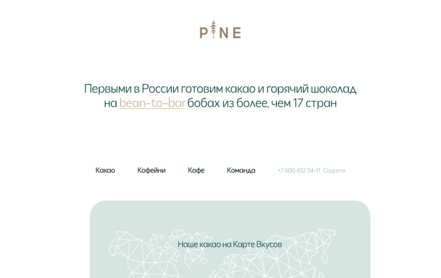 PINE
Первыми в России готовим какао и горячий шоколад
на bean-to-bar бобах из более, чем 17 стран
Какао Кофейни Кофе Команда +7 800 432 34-11 Соцсети
Наше какао на Карте Вкусов